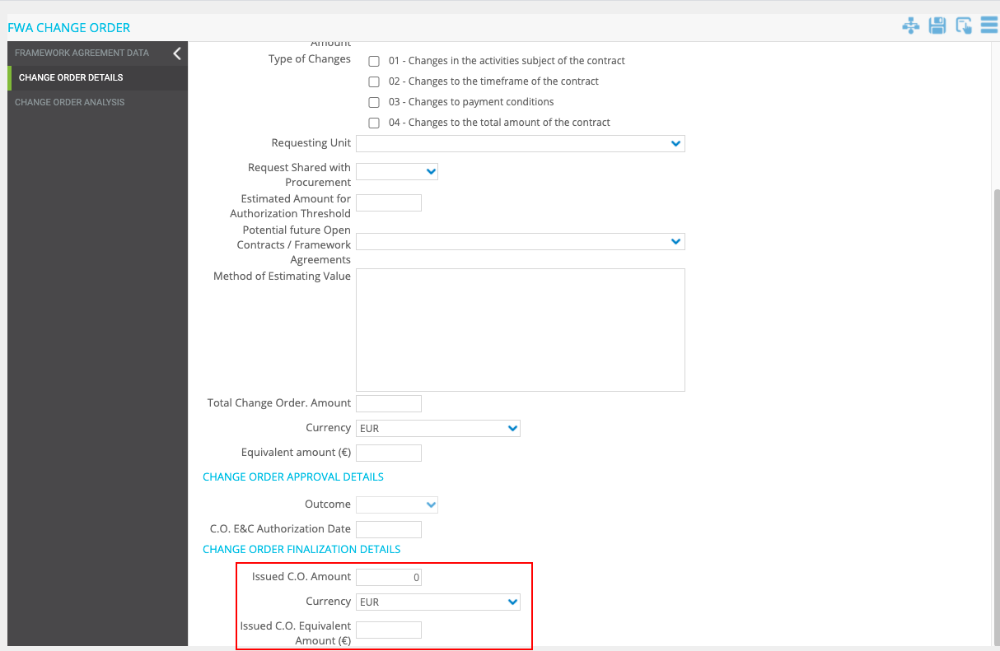 FWA CHANGE ORDER
FRAMEWORK AGREEMENT DATA
CHANGE ORDER DETAILS
CHANGE ORDER ANALYSIS
Amount
Type of Changes
01 - Changes in the activities subject of the contract
02 - Changes to the timeframe of the contract
03 - Changes to payment conditions
04 - Changes to the total amount of the contract
Requesting Unit
Request Shared with
Procurement
Estimated Amount for
Authorization Threshold
Potential future Open
Contracts / Framework
Agreements
Method of Estimating Value
Total Change Order. Amount
Currency EUR
Equivalent amount (€)
CHANGE ORDER APPROVAL DETAILS
Outcome
C.O. E&C Authorization Date
CHANGE ORDER FINALIZATION DETAILS
Issued C.O. Amount 0
Currency EUR
Issued C.O. Equivalent
Amount (€)